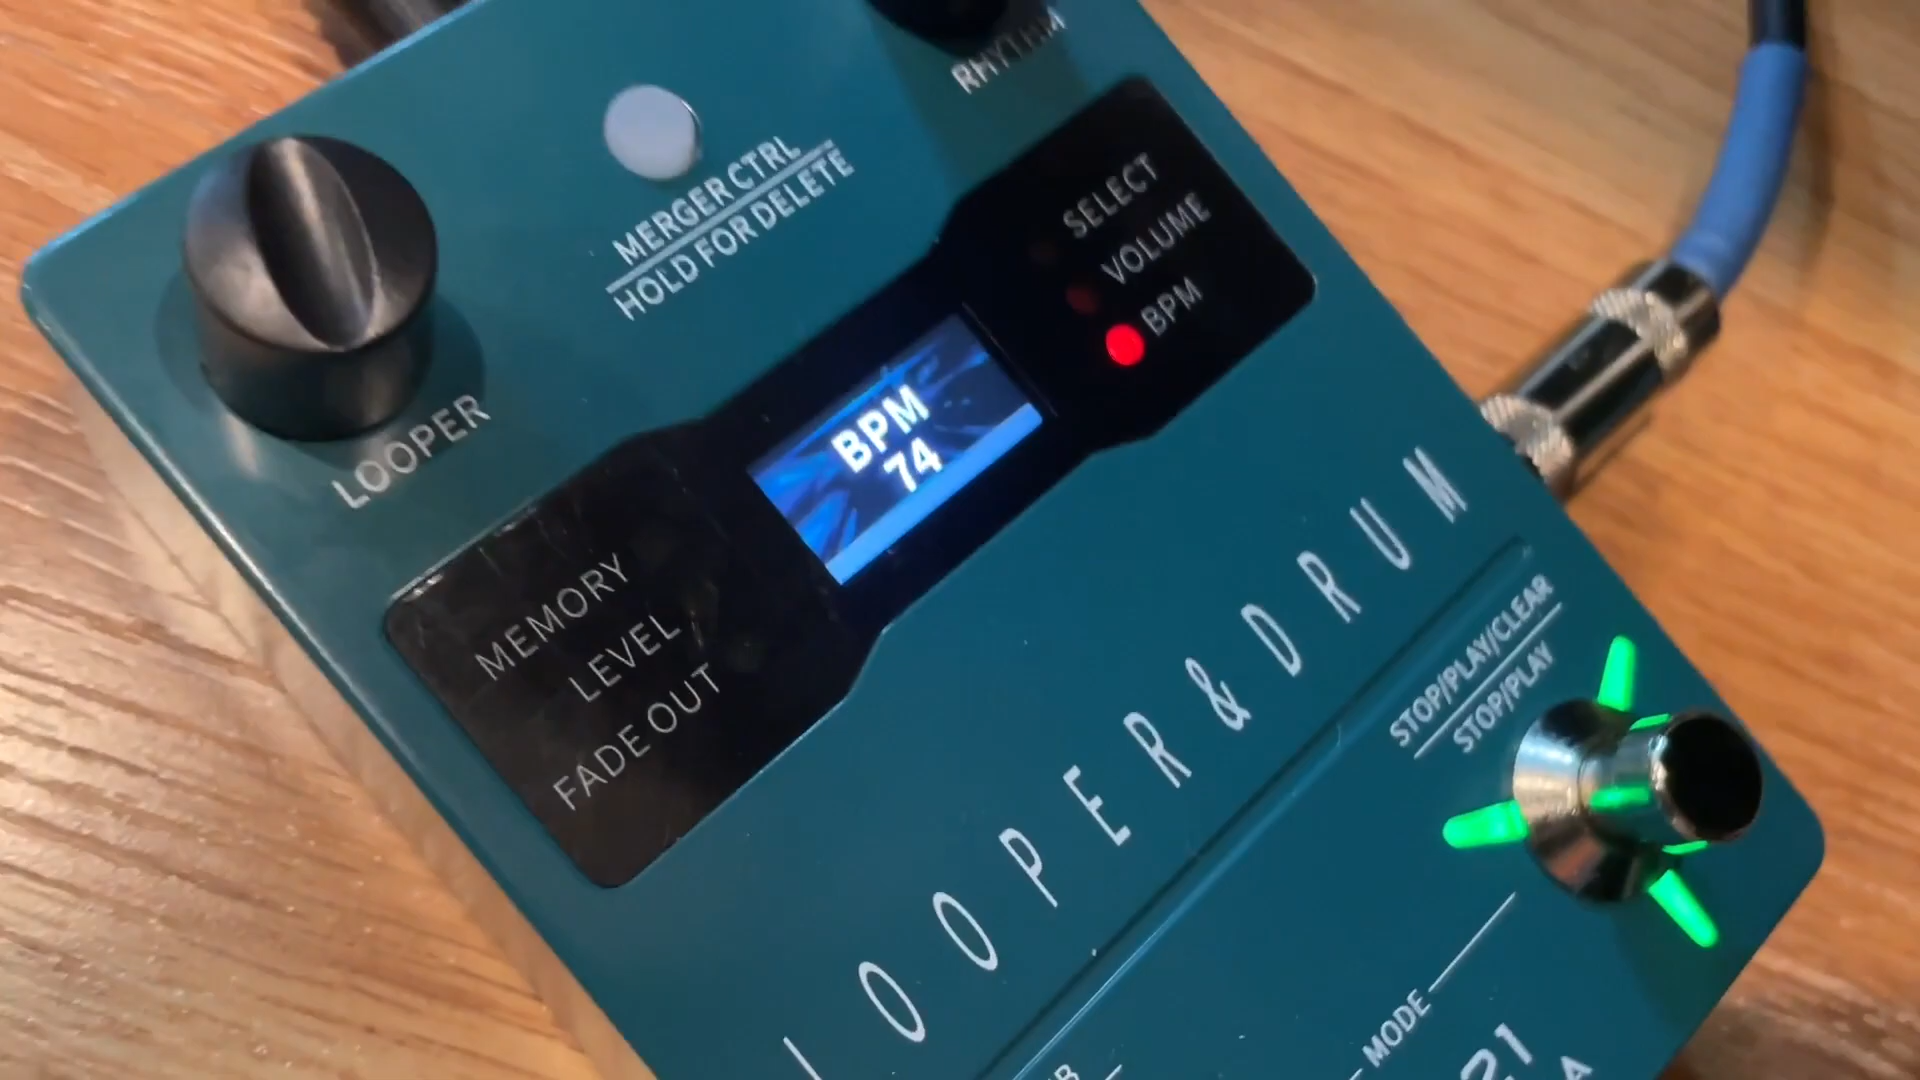 RHYTHM
MERGER CTRL
HOLD FOR DELETE
SELECT
VOLUME
BPM
LOOPER
BPM
74
MEMORY
LEVEL
FADE OUT
LOOPER & DRUM
STOP/PLAY/CLEAR
STOP/PLAY
MODE